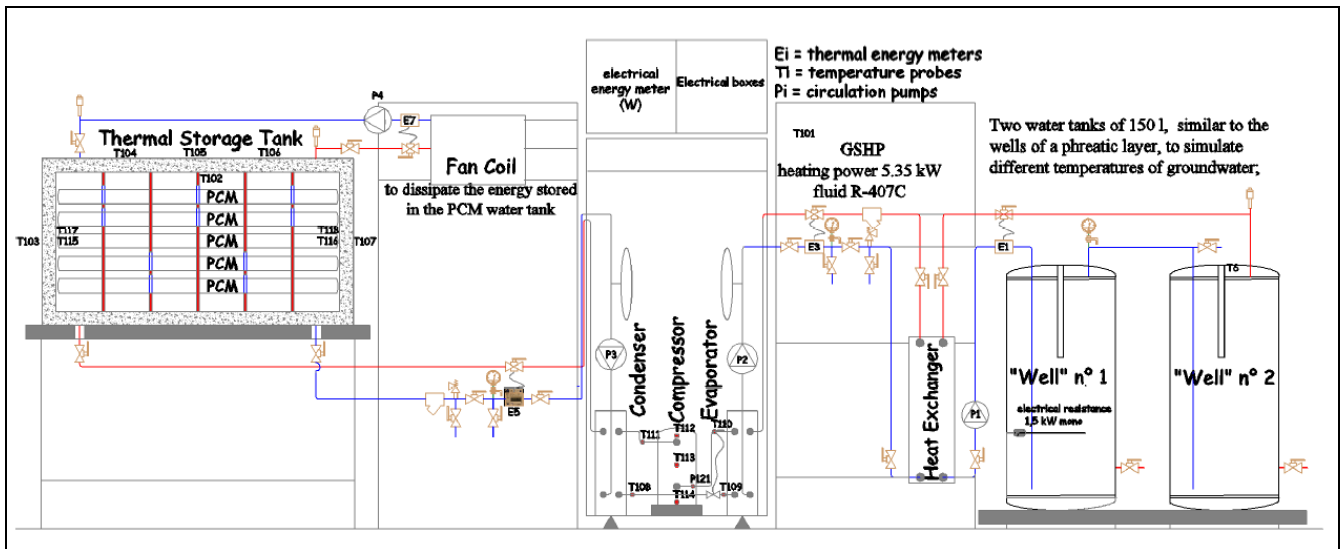 electrical
energy meter
(W)
Electrical boxes
Ei = thermal energy meters
Ti = temperature probes
Pi = circulation pumps
P4
E7
Thermal Storage Tank
T104
T105
T106
Fan Coil
to dissipate the energy stored
in the PCM water tank
T101
GSHP
heating power 5.35 kW
fluid R-407C
Two water tanks of 150 l, similar to the
wells of a phreatic layer, to simulate
different temperatures of groundwater;
T102
PCM
PCM
PCM
PCM
PCM
T103
T117
T115
T118
T116
T107
E3
E1
T6
P3
P2
Condenser
Compressor
Evaporator
Heat Exchanger
P1
"Well" n° 1
electrical resistance
1,5 kW mono
"Well" n° 2
E5
T111
T112
T110
T113
P121
T108
T109
T114